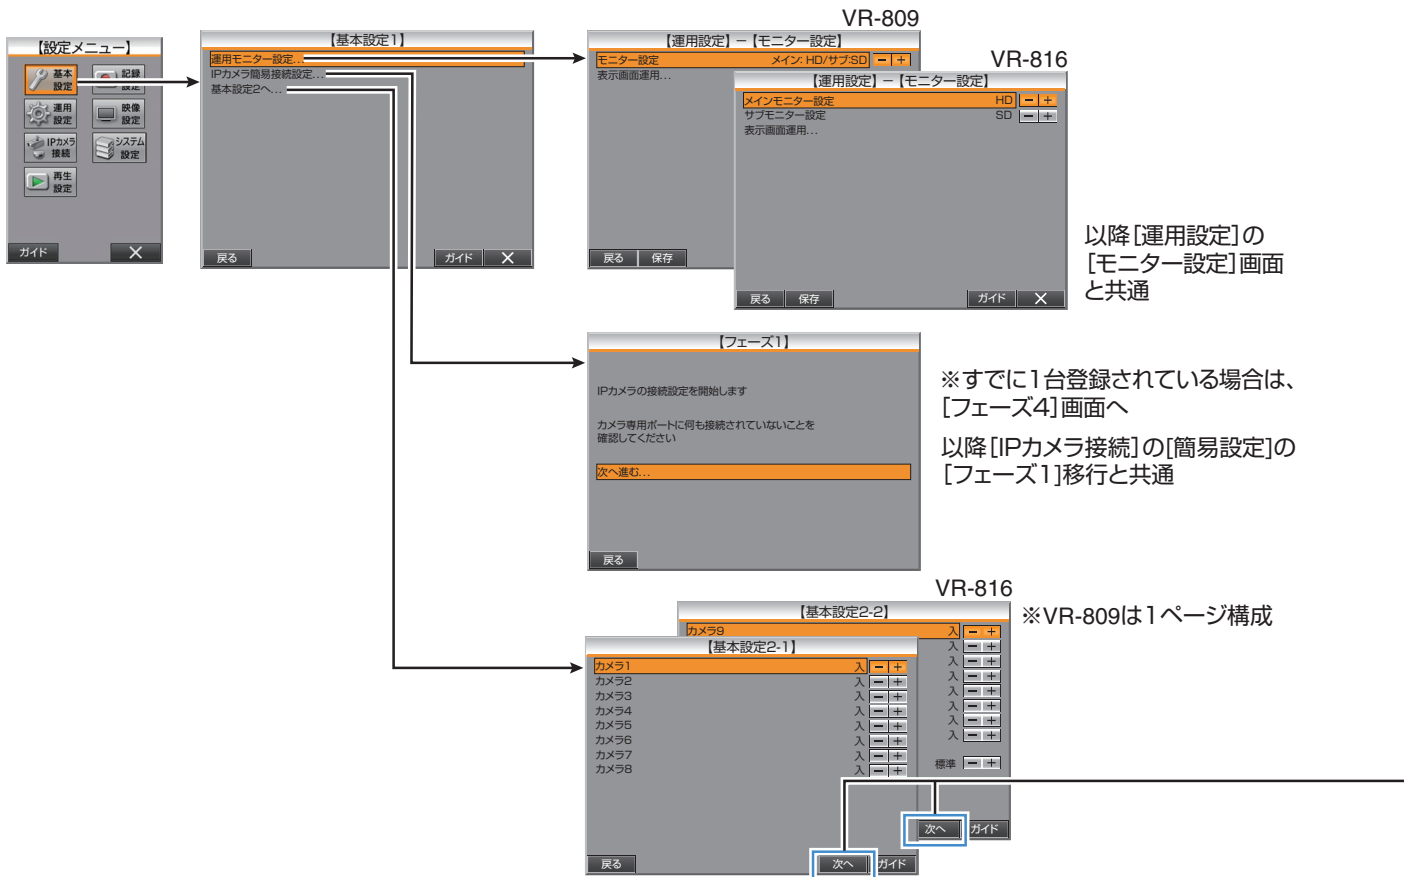 【設定メニュー】
基本
設定
記録
設定
運用
設定
映像
設定
IPカメラ
接続
システム
設定
再生
設定
ガイド
【基本設定1】
運用モニター設定...
IPカメラ簡易接続設定...
基本設定2へ...
戻る
ガイド
VR-809
【運用設定】－【モニター設定】
モニター設定 メイン: HD/サブ:SD － ＋
表示画面運用...
戻る 保存
VR-816
【運用設定】－【モニター設定】
メインモニター設定 HD － ＋
サブモニター設定 SD － ＋
表示画面運用...
戻る 保存
ガイド
以降［運用設定］の
［モニター設定］画面
と共通
【フェーズ1】
IPカメラの接続設定を開始します
カメラ専用ポートに何も接続されていないことを
確認してください
次へ進む...
戻る
※すでに1台登録されている場合は、
［フェーズ4］画面へ
以降［IPカメラ接続］の[簡易設定]の
［フェーズ1]移行と共通
VR-816
※VR-809は1ページ構成
【基本設定2-2】
カメラ9 入 － ＋
入 － ＋
入 － ＋
入 － ＋
入 － ＋
入 － ＋
入 － ＋
入 － ＋
標準 － ＋
次へ ガイド
【基本設定2-1】
カメラ1 入 － ＋
カメラ2 入 － ＋
カメラ3 入 － ＋
カメラ4 入 － ＋
カメラ5 入 － ＋
カメラ6 入 － ＋
カメラ7 入 － ＋
カメラ8 入 － ＋
戻る
次へ ガイド